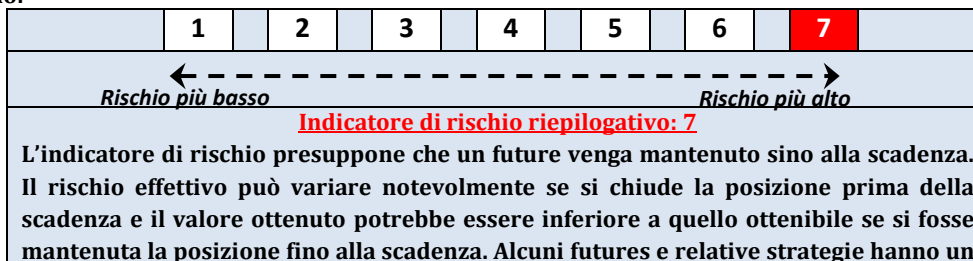 1 2 3 4 5 6 7
Rischio più basso Rischio più alto
Indicatore di rischio riepilogativo: 7
L’indicatore di rischio presuppone che un future venga mantenuto sino alla scadenza.
Il rischio effettivo può variare notevolmente se si chiude la posizione prima della
scadenza e il valore ottenuto potrebbe essere inferiore a quello ottenibile se si fosse
mantenuta la posizione fino alla scadenza. Alcuni futures e relative strategie hanno un